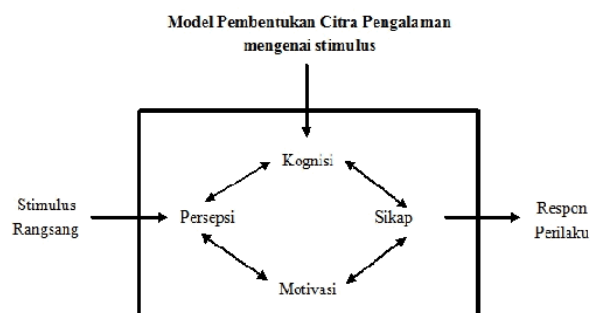 Model Pembentukan Citra Pengalaman
mengenai stimulus
Kognisi
Stimulus
Rangsang
Persepsi
Sikap
Respon
Perilaku
Motivasi